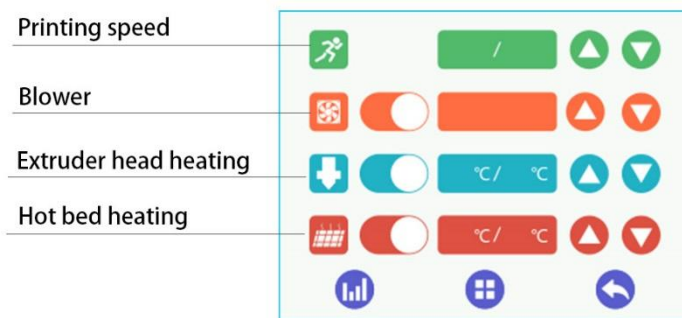 Printing speed
/
Blower
Extruder head heating
℃/ ℃
Hot bed heating
℃/ ℃